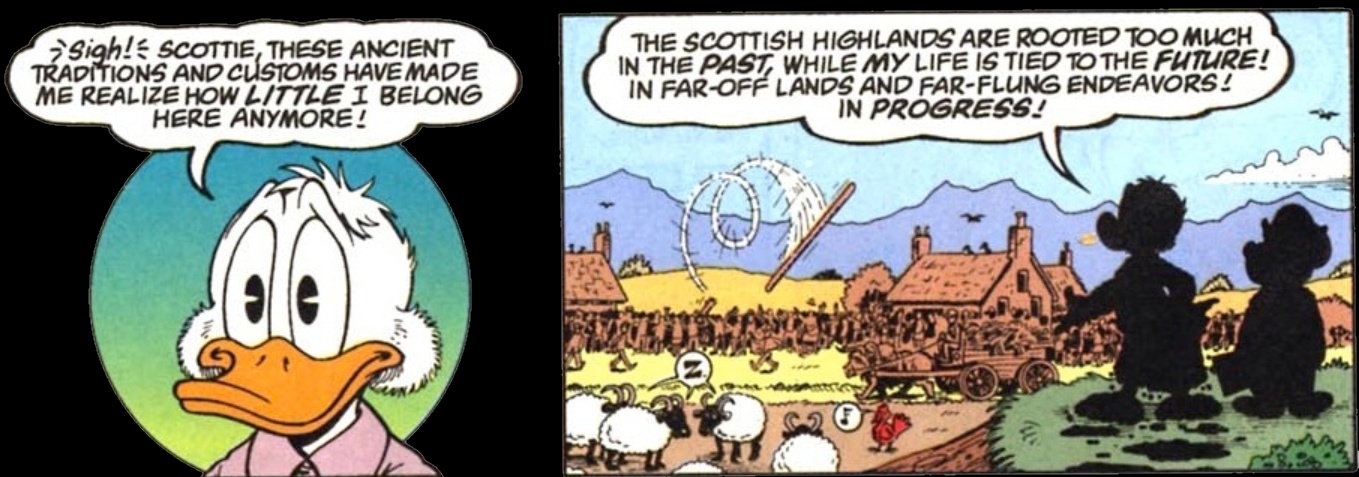 Sigh! SCOTTIE, THESE ANCIENT
TRADITIONS AND CUSTOMS HAVE MADE
ME REALIZE HOW LITTLE I BELONG
HERE ANYMORE!
THE SCOTTISH HIGHLANDS ARE ROOTED TOO MUCH
IN THE PAST, WHILE MY LIFE IS TIED TO THE FUTURE!
IN FAR-OFF LANDS AND FAR-FLUNG ENDEAVORS!
IN PROGRESS!
Z